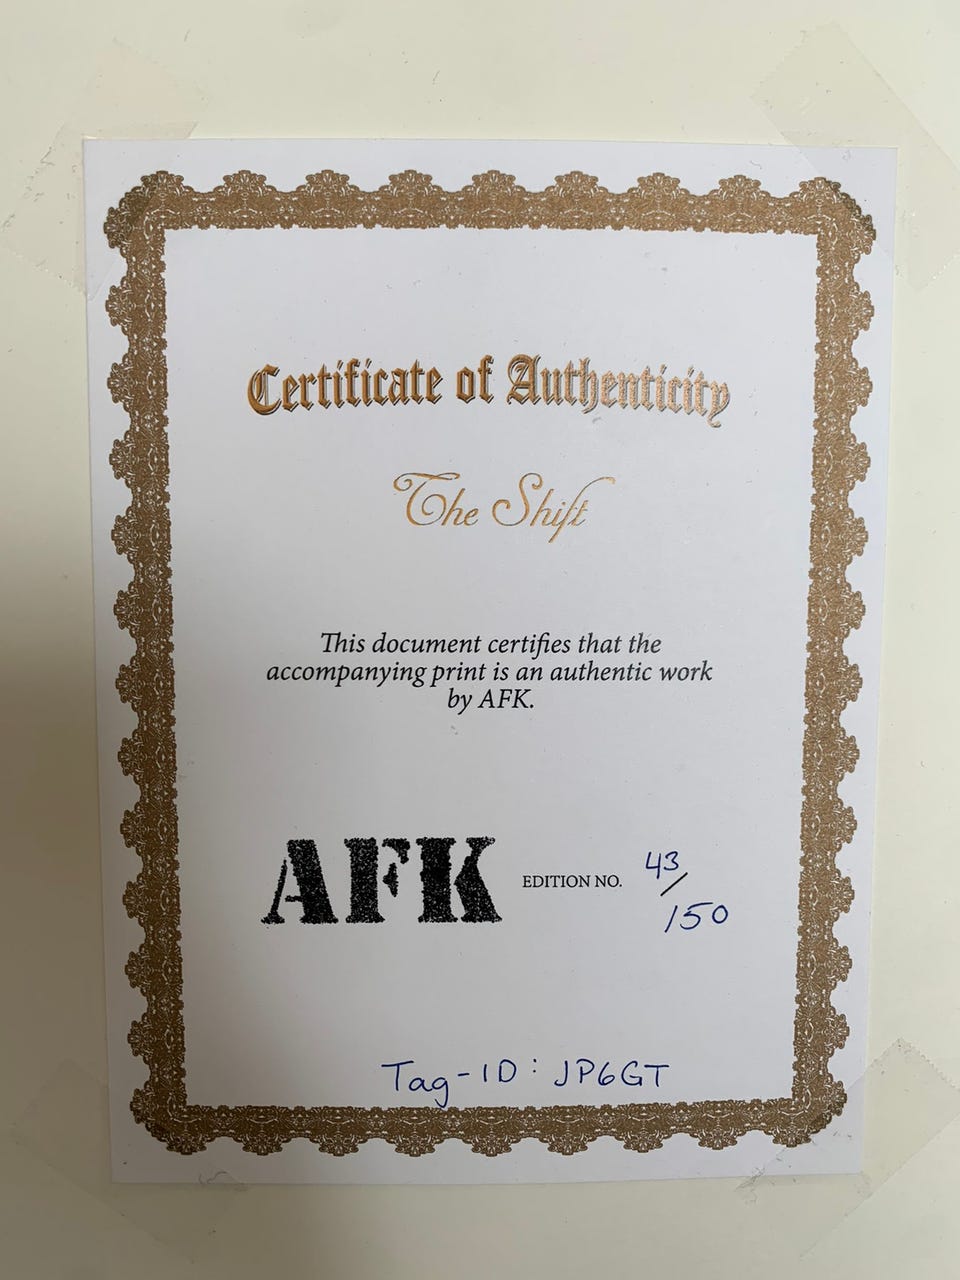 Certificate of Authenticity
The Shift
This document certifies that the
accompanying print is an authentic work
by AFK.
AFK EDITION NO. 43/150
Tag-ID: JP6GT